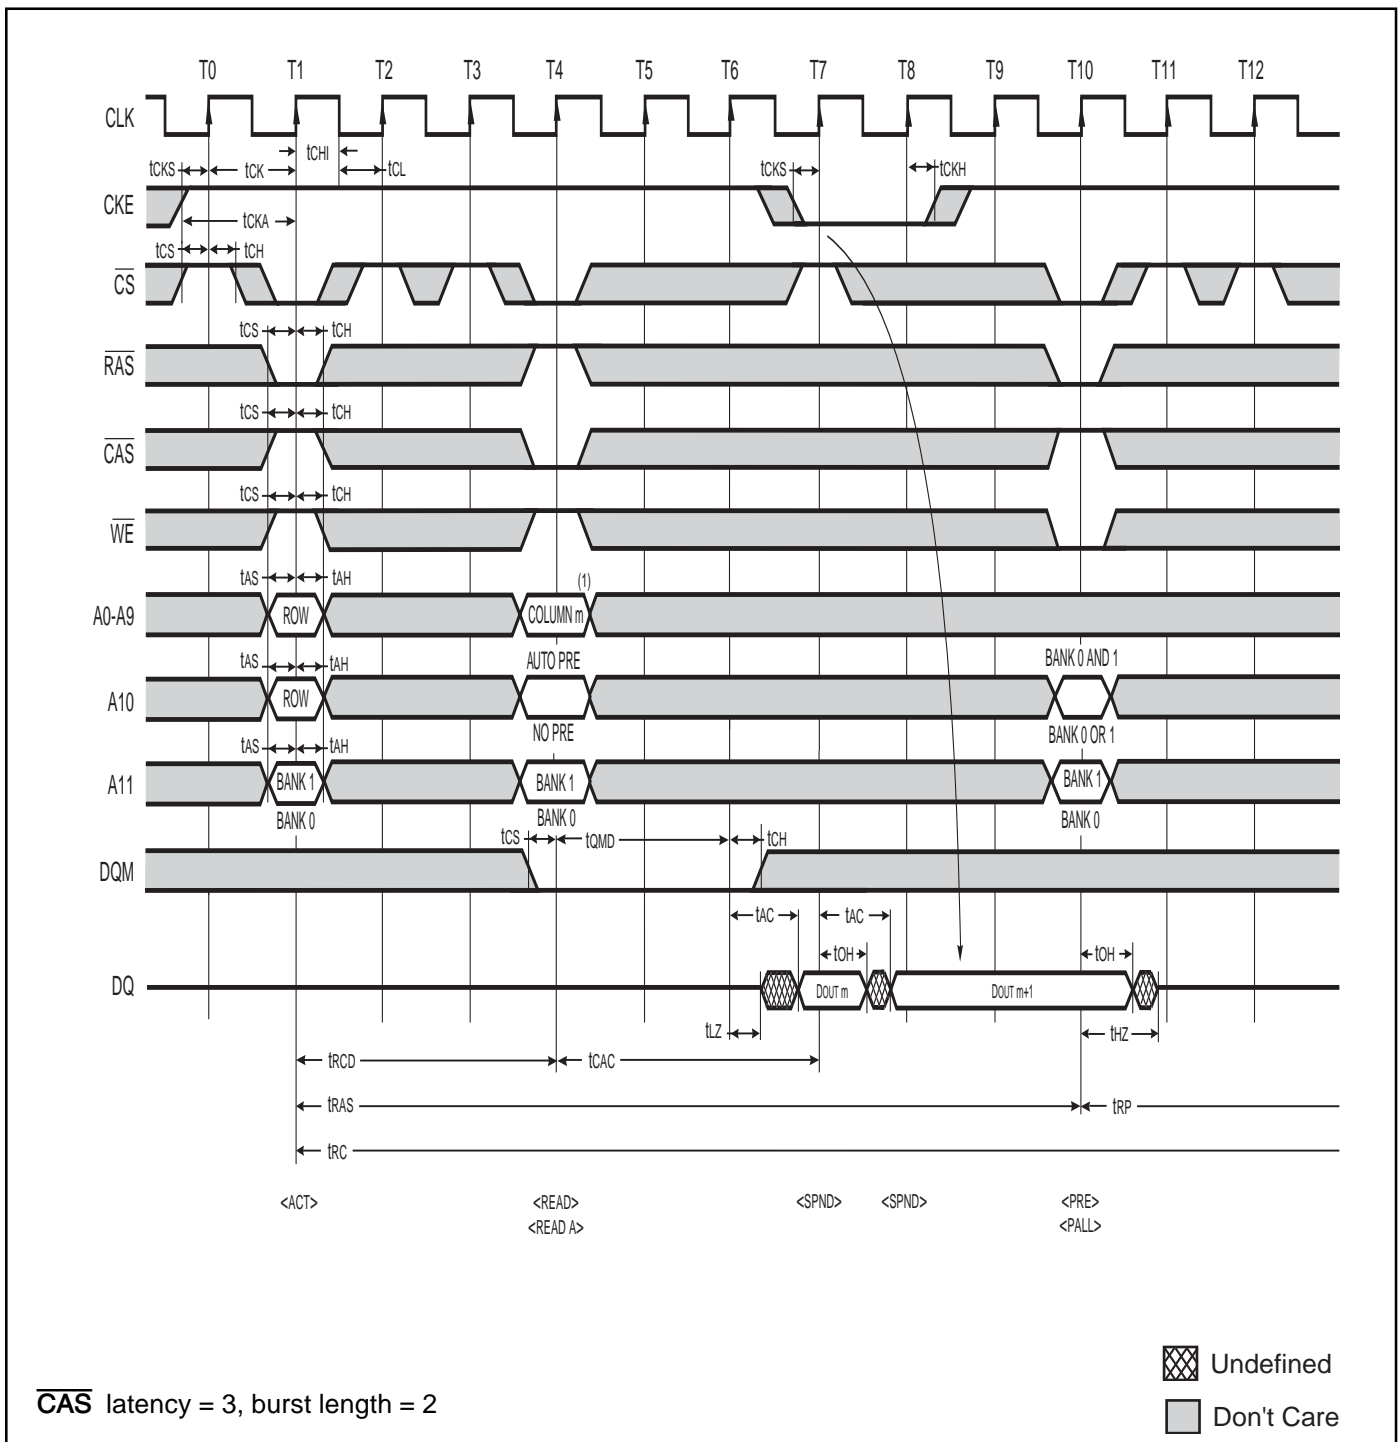 T0 T1 T2 T3 T4 T5 T6 T7 T8 T9 T10 T11 T12
CLK
tCHI
tCKS tCK tCL tCKS tCKH
CKE
tCKA
tCS tCH
CS
tCS tCH
RAS
tCS tCH
CAS
tCS tCH
WE
tAS tAH (1)
A0-A9 ROW COLUMN m
tAS tAH AUTO PRE BANK 0 AND 1
A10 ROW
NO PRE BANK 0 OR 1
tAS tAH
A11 BANK 1 BANK 1 BANK 1
BANK 0 BANK 0 BANK 0
tCS tQMD tCH
DQM
tAC tAC
tOH tOH
DQ DOUT m DOUT m+1
tLZ tHZ
tRCD tCAC
tRAS tRP
tRC
<ACT> <READ> <SPND> <SPND> <PRE>
<READ A> <PALL>
Undefined
CAS latency = 3, burst length = 2
Don't Care